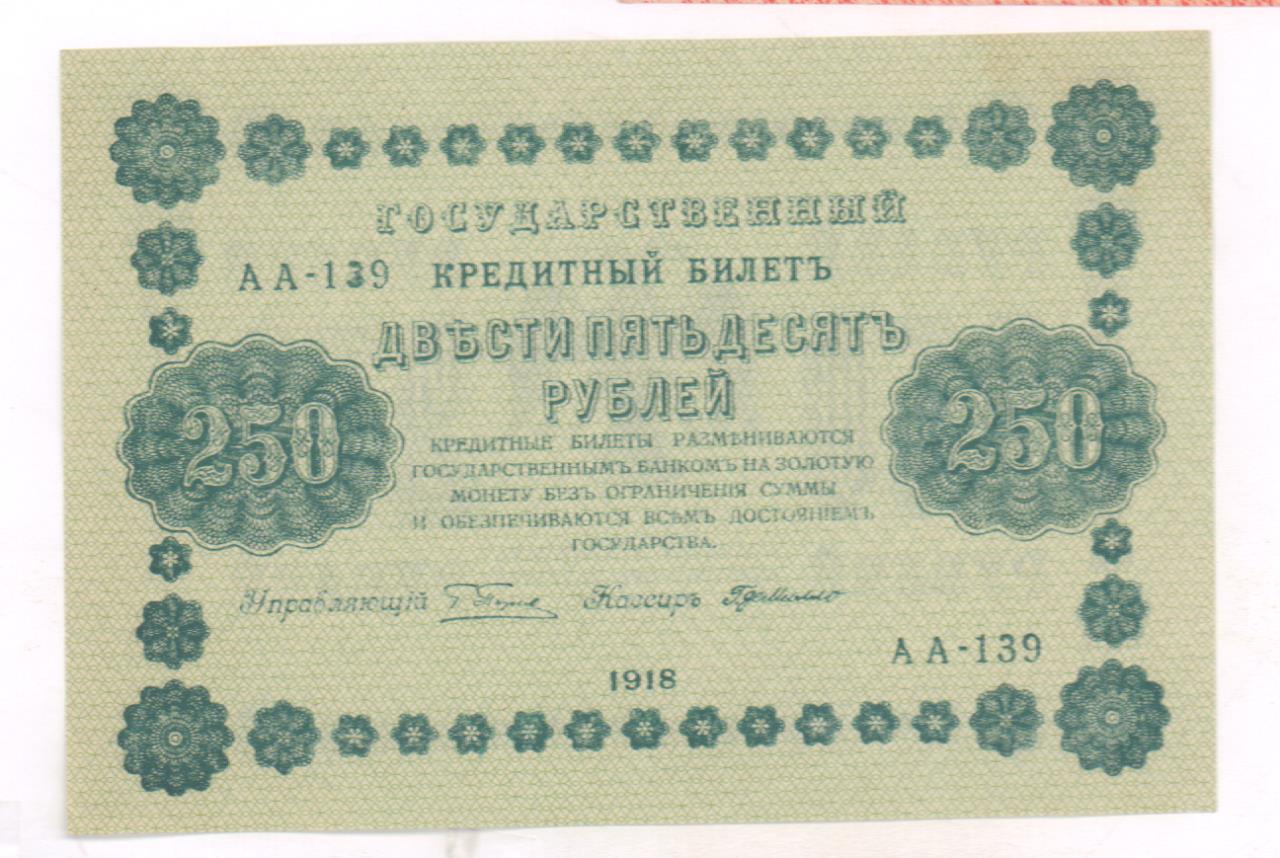 ГОСУДАРСТВЕННЫЙ
АА-139 КРЕДИТНЫЙ БИЛЕТЪ
ДВѢСТИ ПЯТЬДЕСЯТЪ
РУБЛЕЙ
250
250
КРЕДИТНЫЕ БИЛЕТЫ РАЗМѢНИВАЮТСЯ
ГОСУДАРСТВЕННЫМЪ БАНКОМЪ НА ЗОЛОТУЮ
МОНЕТУ БЕЗЪ ОГРАНИЧЕНІЯ СУММЫ
И ОБЕЗПЕЧИВАЮТСЯ ВСѢМЪ ДОСТОЯНІЕМЪ
ГОСУДАРСТВА.
Управляющій Кассиръ
АА-139
1918